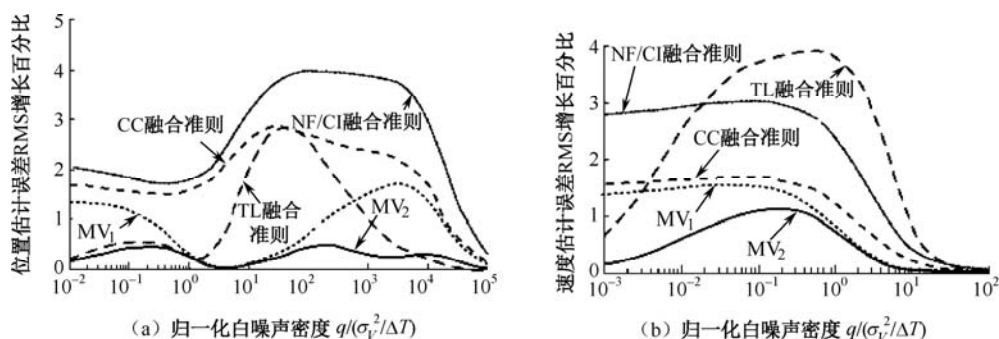 位置估计误差RMS增长百分比
5
4
3
2
1
0
CC融合准则
NF/CI融合准则
TL融合
准则
MV₁
MV₂
10⁻² 10⁻¹ 10⁰ 10¹ 10² 10³ 10⁴ 10⁵
(a) 归一化白噪声密度 q/(σ_V²/ΔT)
速度估计误差RMS增长百分比
4
3
2
1
0
NF/CI融合准则
TL融合准则
CC融合准则
MV₁
MV₂
10⁻³ 10⁻² 10⁻¹ 10⁰ 10¹ 10²
(b) 归一化白噪声密度 q/(σ_V²/ΔT)